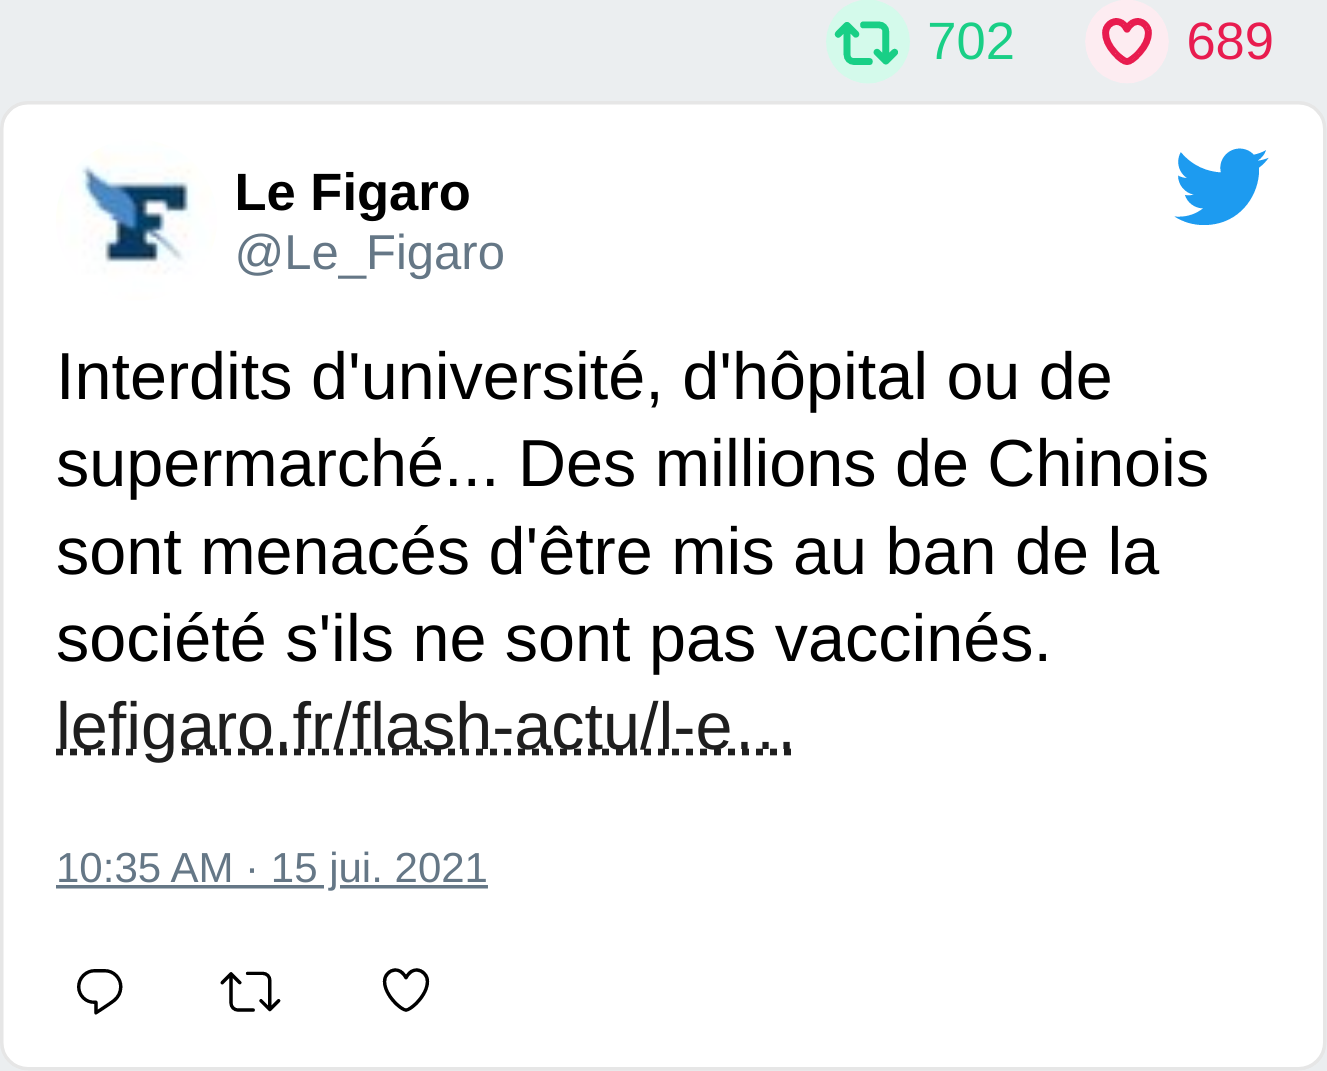 702 689
Le Figaro
@Le_Figaro
Interdits d'université, d'hôpital ou de
supermarché... Des millions de Chinois
sont menacés d'être mis au ban de la
société s'ils ne sont pas vaccinés.
lefigaro.fr/flash-actu/l-e...
10:35 AM · 15 jui. 2021